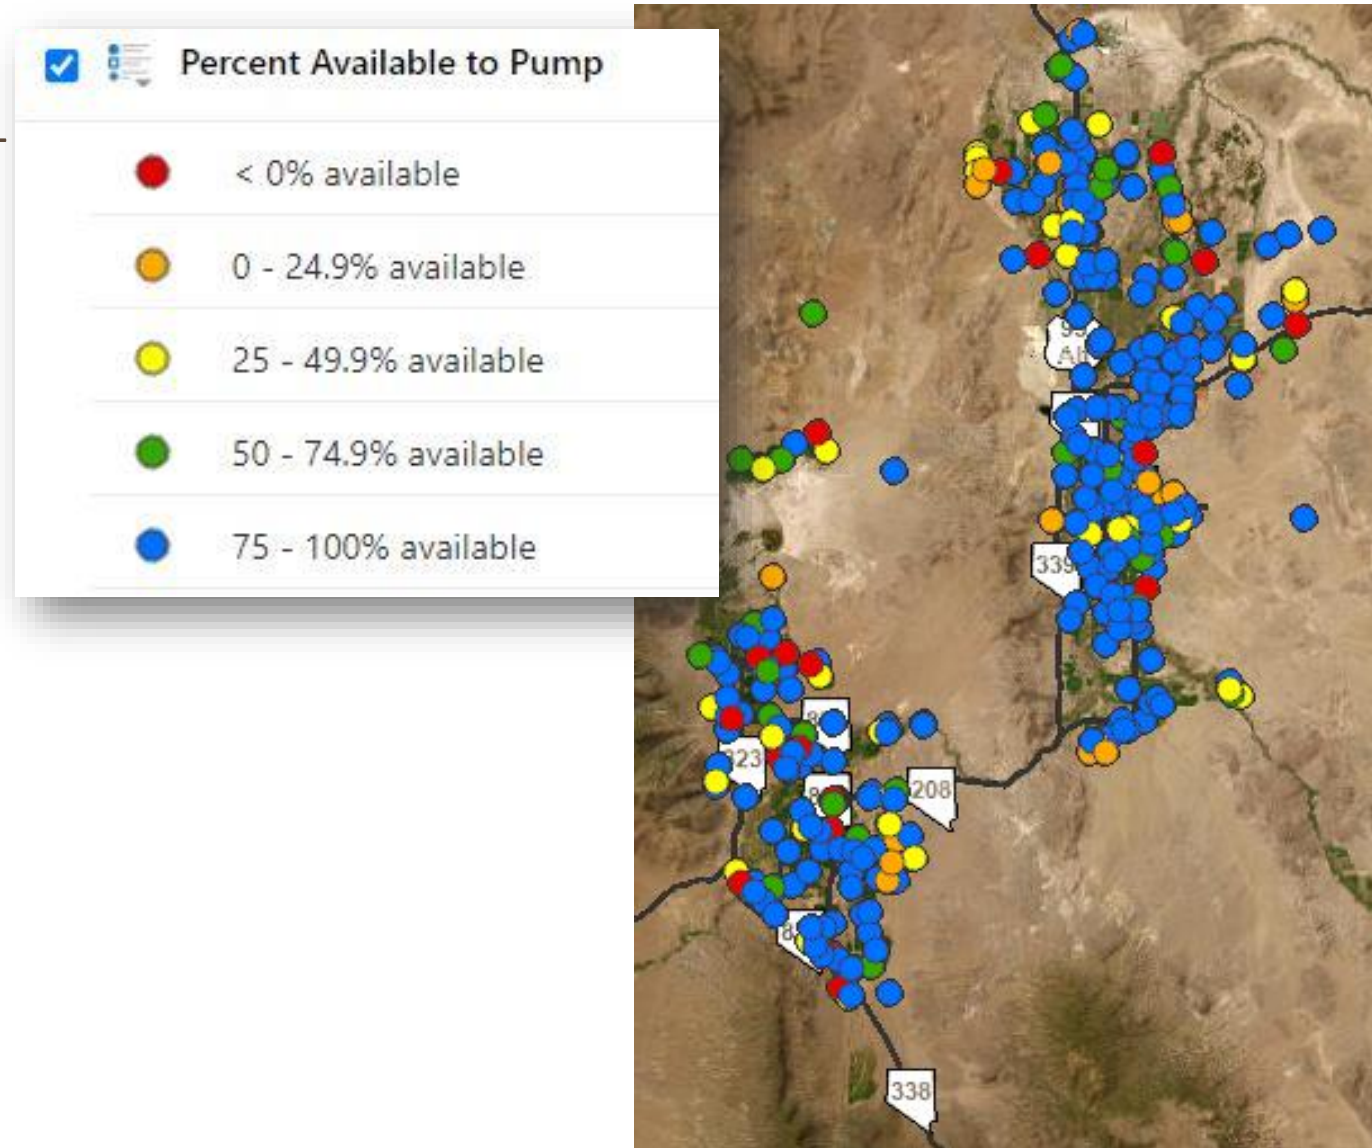 Percent Available to Pump
< 0% available
0 - 24.9% available
25 - 49.9% available
50 - 74.9% available
75 - 100% available
339
208
338